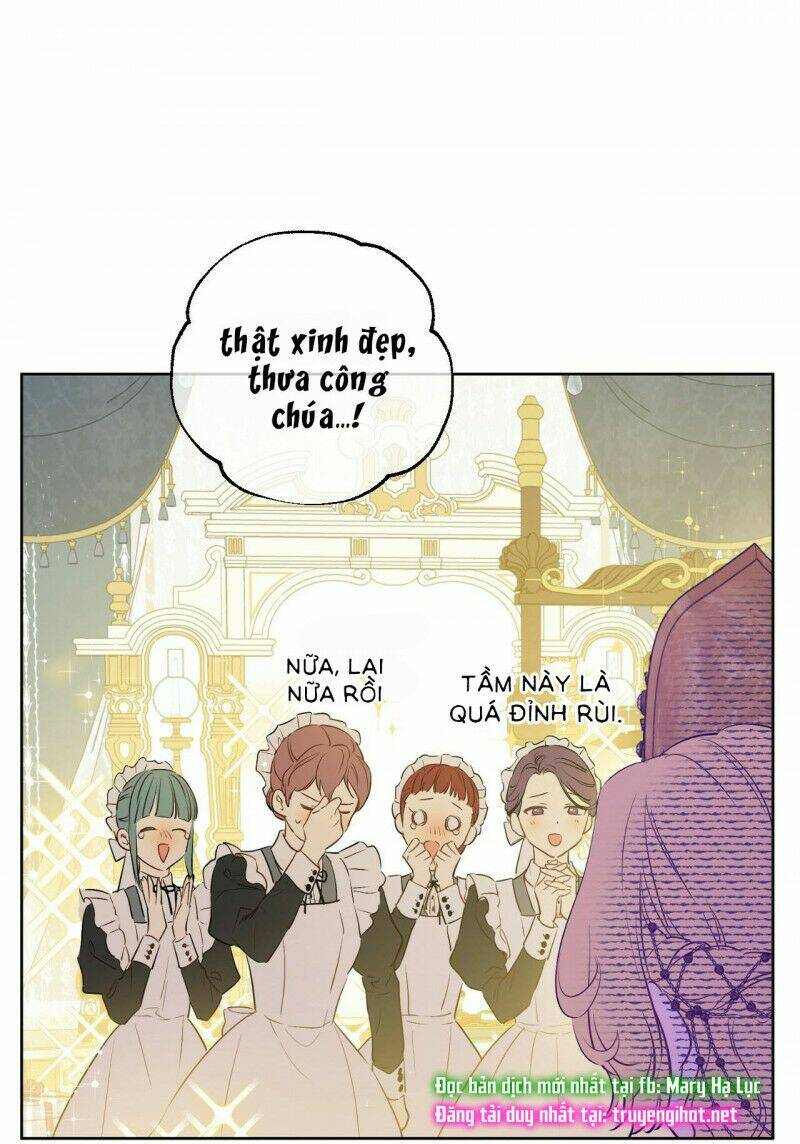 thật xinh đẹp,
thưa công
chúa...!
NỮA, LẠI
NỮA RỒI
TẦM NÀY LÀ
QUÁ ĐỈNH RÙI.
Đọc bản dịch mới nhất tại fb: Mary Hạ Lục
Đăng tải duy nhất tại: truyengihot.net